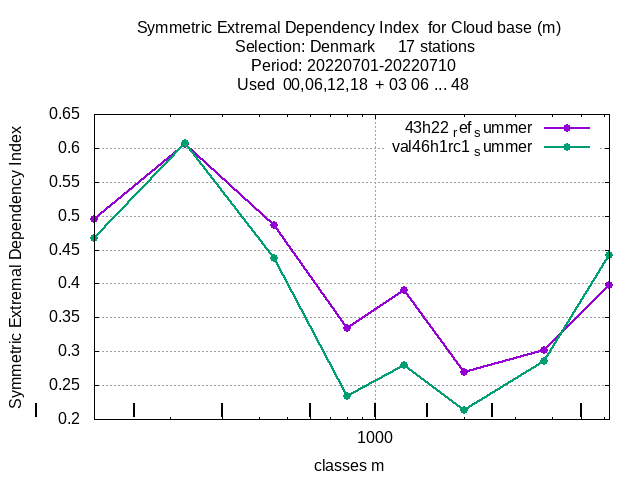 Symmetric Extremal Dependency Index  for Cloud base (m)
Selection: Denmark     17 stations
Period: 20220701-20220710
Used  00,06,12,18  + 03 06 ... 48
43h22 ref summer
val46h1rc1 summer
Symmetric Extremal Dependency Index
0.65
0.6
0.55
0.5
0.45
0.4
0.35
0.3
0.25
0.2
1000
classes m